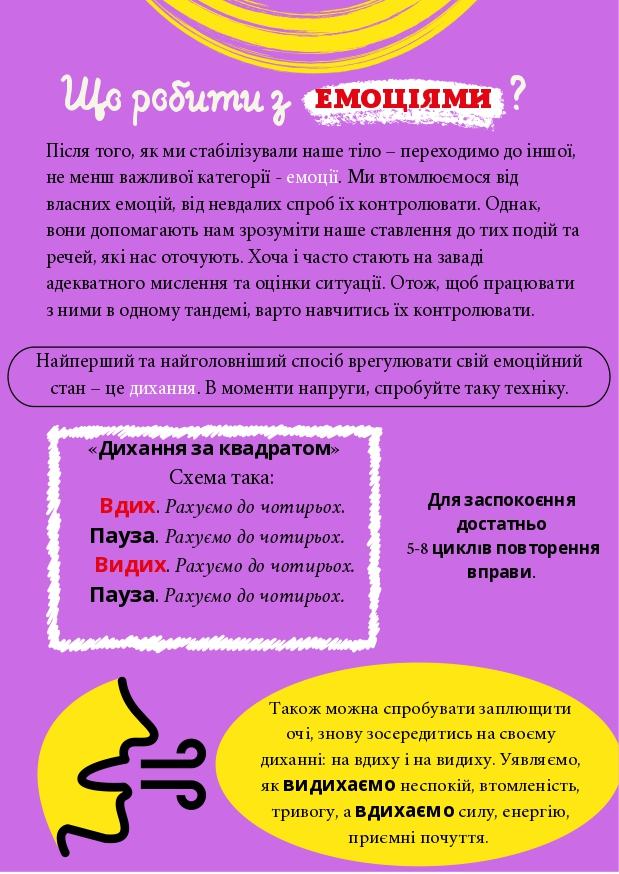 Що робити з ЕМОЦІЯМИ ?
Після того, як ми стабілізували наше тіло – переходимо до іншої,
не менш важливої категорії - емоції. Ми втомлюємося від
власних емоцій, від невдалих спроб їх контролювати. Однак,
вони допомагають нам зрозуміти наше ставлення до тих подій та
речей, які нас оточують. Хоча і часто стають на заваді
адекватного мислення та оцінки ситуації. Отож, щоб працювати
з ними в одному тандемі, варто навчитись їх контролювати.
Найперший та найголовніший спосіб врегулювати свій емоційний
стан – це дихання. В моменти напруги, спробуйте таку техніку.
«Дихання за квадратом»
Схема така:
Вдих. Рахуємо до чотирьох.
Пауза. Рахуємо до чотирьох.
Видих. Рахуємо до чотирьох.
Пауза. Рахуємо до чотирьох.
Для заспокоєння
достатньо
5-8 циклів повторення
вправи.
Також можна спробувати заплющити
очі, знову зосередитись на своєму
диханні: на вдиху і на видиху. Уявляємо,
як видихаємо неспокій, втомленість,
тривогу, а вдихаємо силу, енергію,
приємні почуття.